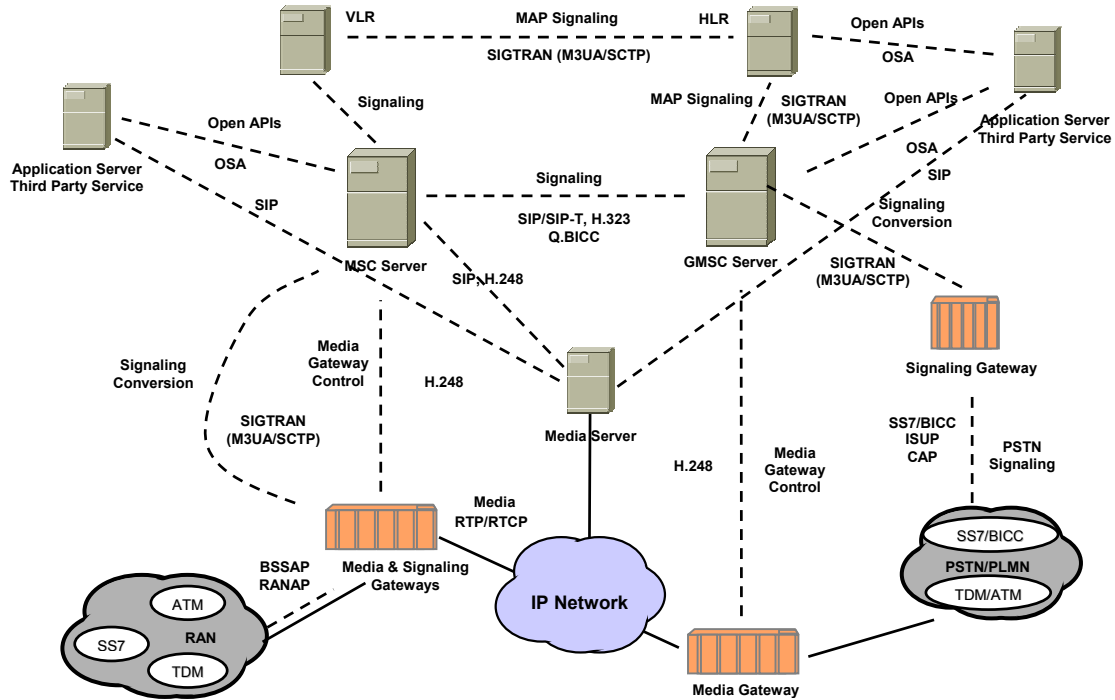 VLR
MAP Signaling
HLR
SIGTRAN (M3UA/SCTP)
Open APIs
OSA
Signaling
MAP Signaling
SIGTRAN
(M3UA/SCTP)
Open APIs
Application Server
Third Party Service
Open APIs
OSA
Application Server
Third Party Service
SIP
Signaling
SIP/SIP-T, H.323
Q.BICC
OSA
SIP
Signaling
Conversion
MSC Server
GMSC Server
SIP, H.248
SIGTRAN
(M3UA/SCTP)
Signaling
Conversion
Media
Gateway
Control
H.248
Signaling Gateway
SIGTRAN
(M3UA/SCTP)
Media Server
SS7/BICC
ISUP
CAP
PSTN
Signaling
H.248
Media
Gateway
Control
Media
RTP/RTCP
BSSAP
RANAP
Media & Signaling
Gateways
SS7/BICC
PSTN/PLMN
TDM/ATM
IP Network
ATM
RAN
SS7
TDM
Media Gateway